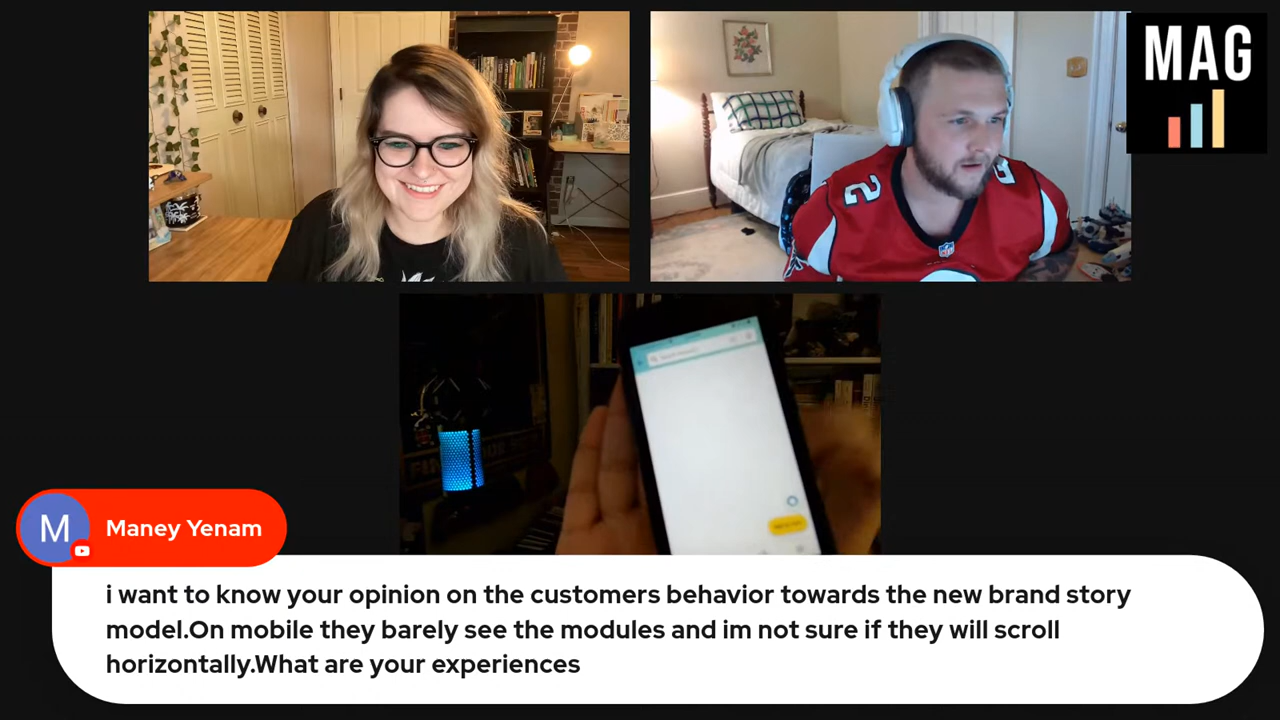 MAG
2
Maney Yenam
M
i want to know your opinion on the customers behavior towards the new brand story
model.On mobile they barely see the modules and im not sure if they will scroll
horizontally.What are your experiences